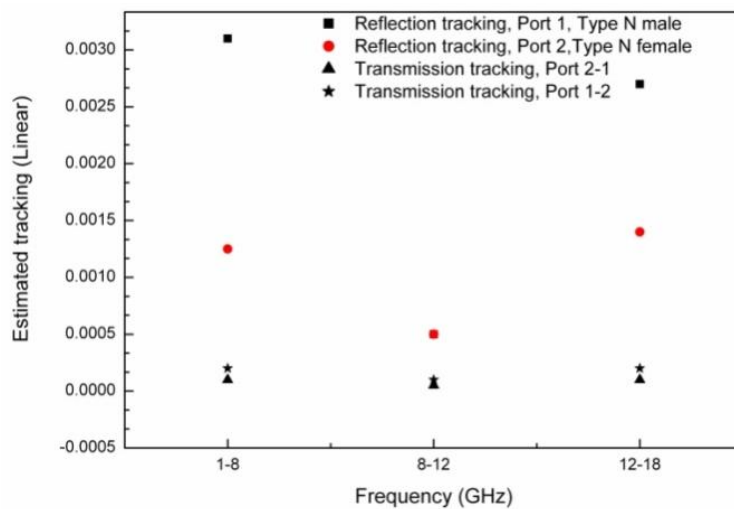 Reflection tracking, Port 1, Type N male
Reflection tracking, Port 2,Type N female
Transmission tracking, Port 2-1
Transmission tracking, Port 1-2
0.0030
0.0025
0.0020
0.0015
0.0010
0.0005
0.0000
-0.0005
Estimated tracking (Linear)
1-8
8-12
12-18
Frequency (GHz)